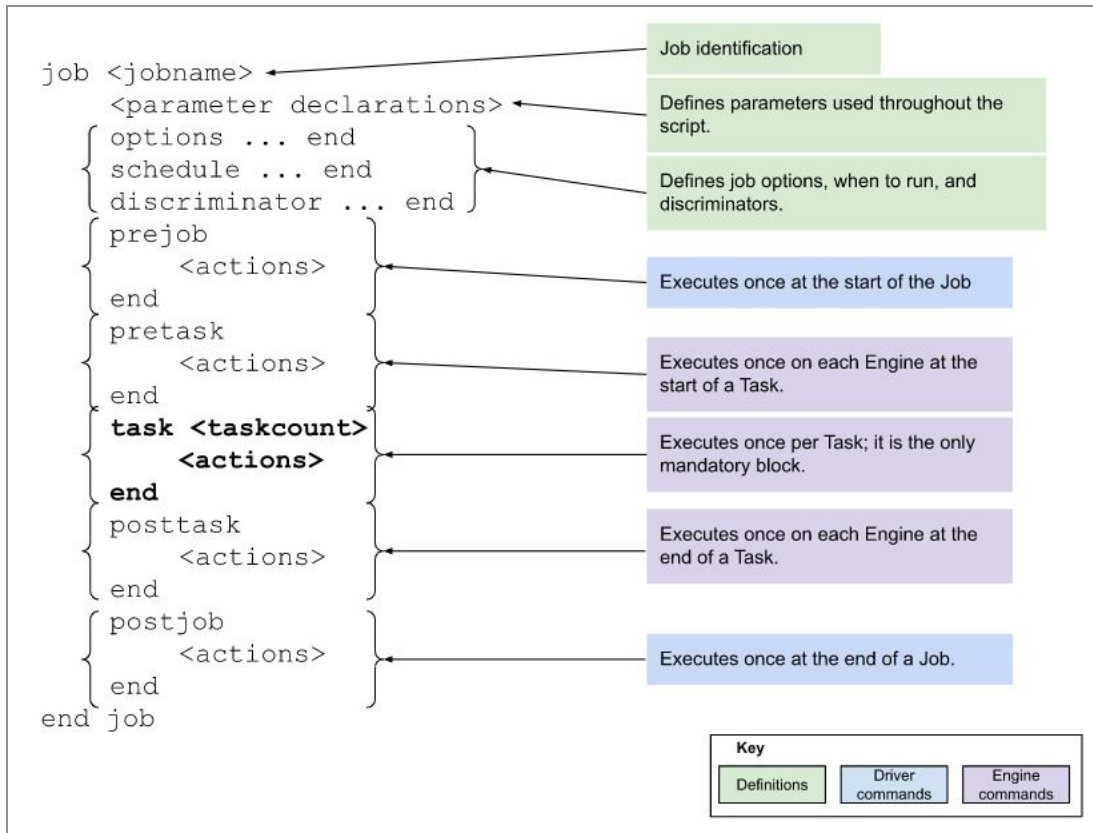 job <jobname>
<parameter declarations>
options ... end
schedule ... end
discriminator ... end
prejob
<actions>
end
pretask
<actions>
end
task <taskcount>
<actions>
end
posttask
<actions>
end
postjob
<actions>
end
end job
Job identification
Defines parameters used throughout the
script.
Defines job options, when to run, and
discriminators.
Executes once at the start of the Job
Executes once on each Engine at the
start of a Task.
Executes once per Task; it is the only
mandatory block.
Executes once on each Engine at the
end of a Task.
Executes once at the end of a Job.
Key
Definitions
Driver
commands
Engine
commands